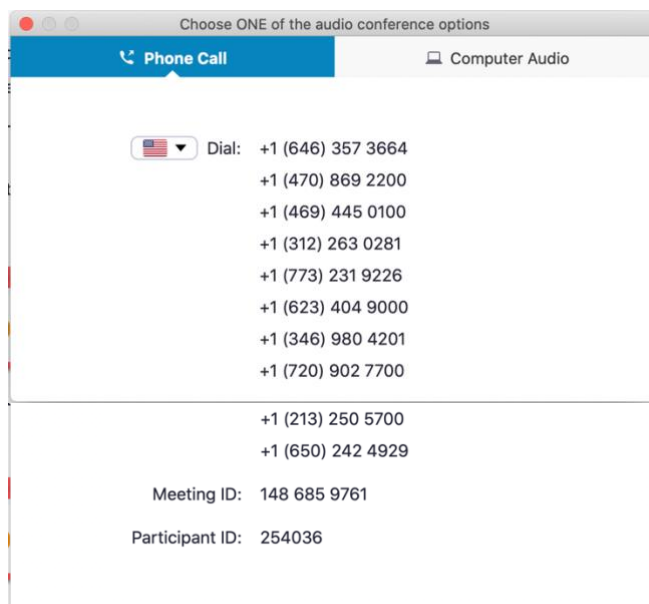 Choose ONE of the audio conference options
Phone Call
Computer Audio
Dial: +1 (646) 357 3664
+1 (470) 869 2200
+1 (469) 445 0100
+1 (312) 263 0281
+1 (773) 231 9226
+1 (623) 404 9000
+1 (346) 980 4201
+1 (720) 902 7700
+1 (213) 250 5700
+1 (650) 242 4929
Meeting ID: 148 685 9761
Participant ID: 254036